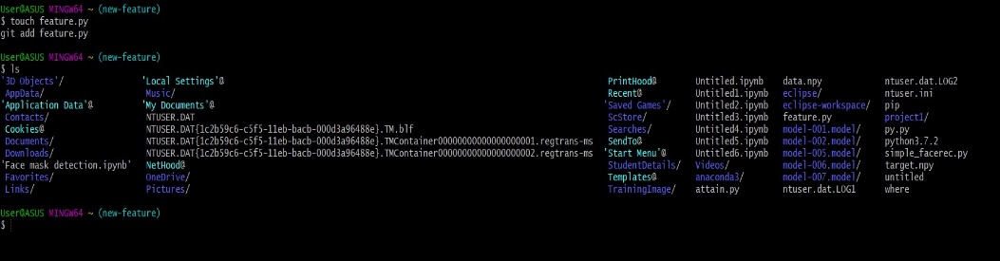 User@ASUS MINGW64 ~ (new-feature)
$ touch feature.py
git add feature.py
User@ASUS MINGW64 ~ (new-feature)
$ ls
'3D Objects'/ 'Local Settings'@ PrintHood@ Untitled.ipynb data.npy ntuser.dat.LOG2
AppData/ Music/ Recent@ Untitled1.ipynb eclipse/ ntuser.ini
'Application Data'@ 'My Documents'@ 'Saved Games'/ Untitled2.ipynb eclipse-workspace/ pip
Contacts/ NTUSER.DAT ScStore/ Untitled3.ipynb feature.py project1/
Cookies@ NTUSER.DAT{1c2b59c6-c5f5-11eb-bacb-000d3a96488e}.TM.blf Searches/ Untitled4.ipynb model-001.model/ py.py
Documents/ NTUSER.DAT{1c2b59c6-c5f5-11eb-bacb-000d3a96488e}.TMContainer00000000000000000001.regtrans-ms SendTo@ Untitled5.ipynb model-002.model/ python3.7.2
Downloads/ NTUSER.DAT{1c2b59c6-c5f5-11eb-bacb-000d3a96488e}.TMContainer00000000000000000002.regtrans-ms 'Start Menu'@ Untitled6.ipynb model-005.model/ simple_facerec.py
'Face mask detection.ipynb' NetHood@ StudentDetails/ Videos/ model-006.model/ target.npy
Favorites/ OneDrive/ Templates@ anaconda3/ model-007.model/ untitled
Links/ Pictures/ TrainingImage/ attain.py ntuser.dat.LOG1 where
User@ASUS MINGW64 ~ (new-feature)
$